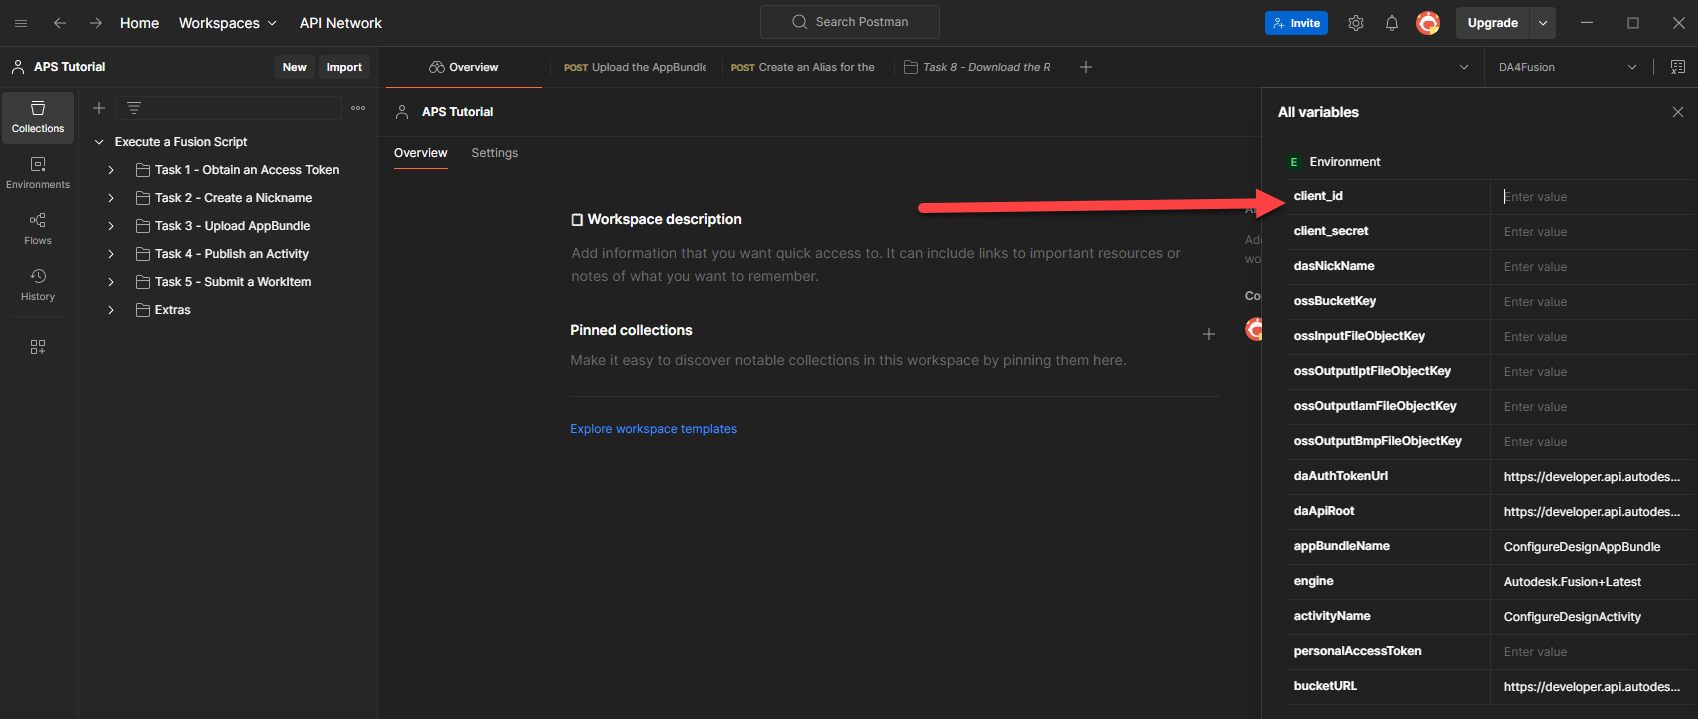 Home Workspaces API Network Search Postman Invite Upgrade
APS Tutorial New Import Overview POST Upload the AppBundle POST Create an Alias for the Task 8 - Download the R DA4Fusion
Collections
Environments
Flows
History
Execute a Fusion Script
Task 1 - Obtain an Access Token
Task 2 - Create a Nickname
Task 3 - Upload AppBundle
Task 4 - Publish an Activity
Task 5 - Submit a WorkItem
Extras
APS Tutorial
Overview Settings
Workspace description
Add information that you want quick access to. It can include links to important resources or
notes of what you want to remember.
Pinned collections
Make it easy to discover notable collections in this workspace by pinning them here.
Explore workspace templates
Co
All variables
E Environment
client_id Enter value
client_secret Enter value
dasNickName Enter value
ossBucketKey Enter value
ossInputFileObjectKey Enter value
ossOutputIptFileObjectKey Enter value
ossOutputIamFileObjectKey Enter value
ossOutputBmpFileObjectKey Enter value
daAuthTokenUrl https://developer.api.autodes...
daApiRoot https://developer.api.autodes...
appBundleName ConfigureDesignAppBundle
engine Autodesk.Fusion+Latest
activityName ConfigureDesignActivity
personalAccessToken Enter value
bucketURL https://developer.api.autodes...